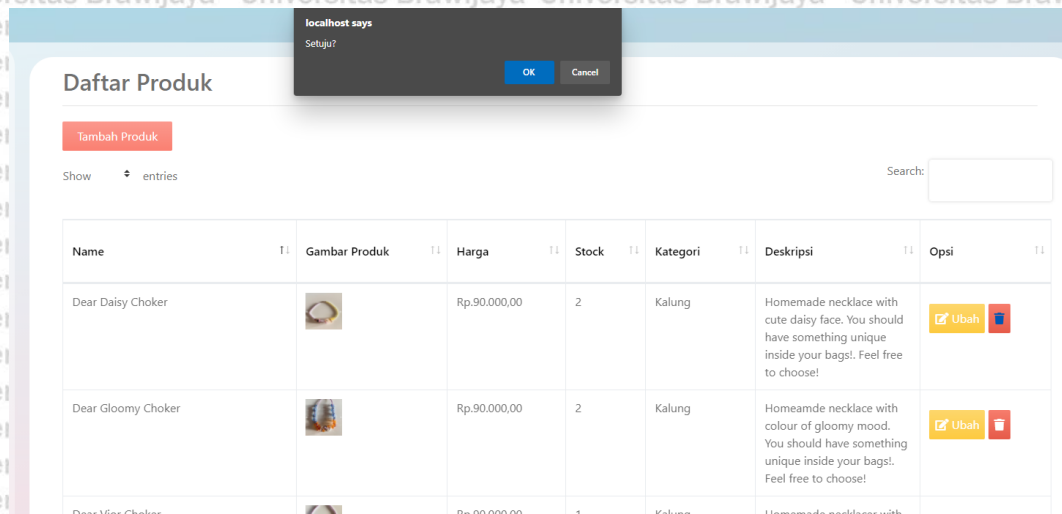 localhost says
Setuju?
OK Cancel
Daftar Produk
Tambah Produk
Show entries
Search:
Name Gambar Produk Harga Stock Kategori Deskripsi Opsi
Dear Daisy Choker Rp.90.000,00 2 Kalung Homemade necklace with
cute daisy face. You should
have something unique
inside your bags!. Feel free
to choose!
Ubah
Dear Gloomy Choker Rp.90.000,00 2 Kalung Homeamde necklace with
colour of gloomy mood.
You should have something
unique inside your bags!.
Feel free to choose!
Ubah